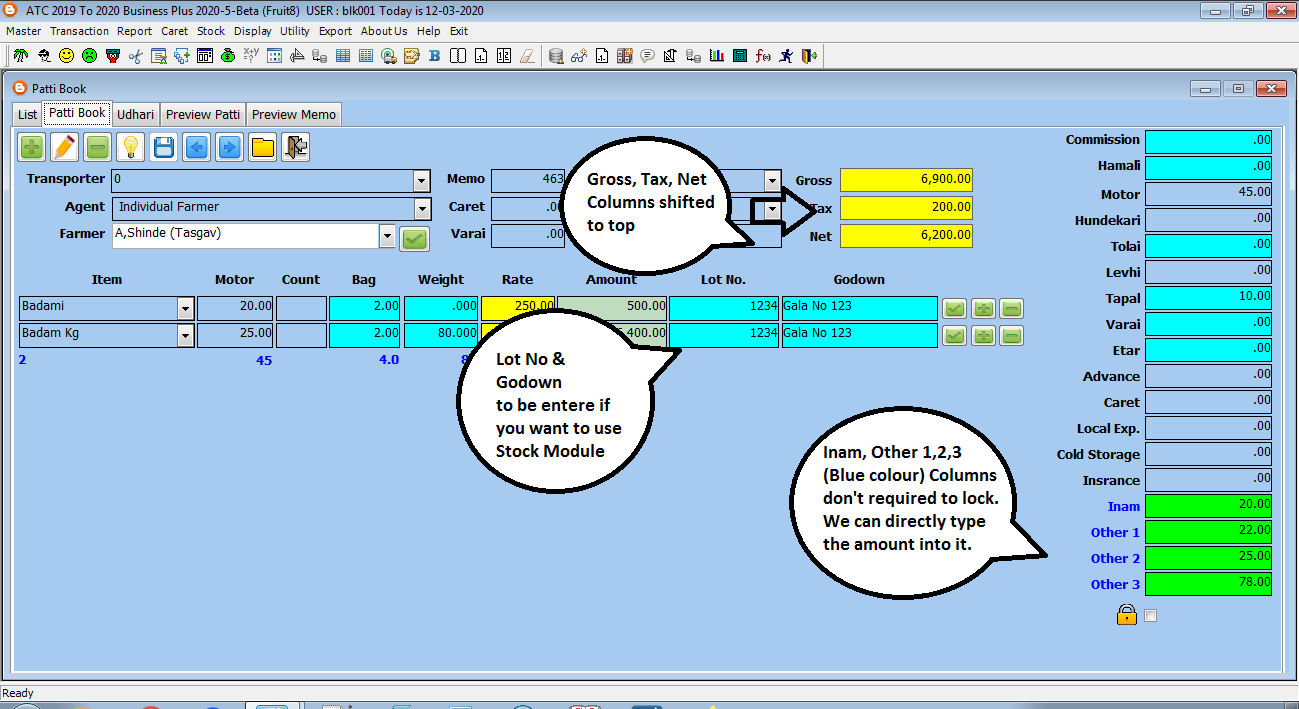 ATC 2019 To 2020 Business Plus 2020-5-Beta (Fruit8) USER : blk001 Today is 12-03-2020
Master Transaction Report Caret Stock Display Utility Export About Us Help Exit
Patti Book
List Patti Book Udhari Preview Patti Preview Memo
Transporter 0 Memo 463
Agent Individual Farmer Caret .00
Farmer A,Shinde (Tasgav) Varai .00
Gross, Tax, Net
Columns shifted
to top
Gross 6,900.00
Tax 200.00
Net 6,200.00
Item Motor Count Bag Weight Rate Amount Lot No. Godown
Badami 20.00 2.00 .000 250.00 500.00 1234 Gala No 123
Badam Kg 25.00 2.00 80.000 400.00 1234 Gala No 123
2 45 4.0
Lot No &
Godown
to be entere if
you want to use
Stock Module
Commission .00
Hamali .00
Motor 45.00
Hundekari .00
Tolai .00
Levhi .00
Tapal 10.00
Varai .00
Etar .00
Advance .00
Caret .00
Local Exp. .00
Cold Storage .00
Insrance .00
Inam 20.00
Other 1 22.00
Other 2 25.00
Other 3 78.00
Inam, Other 1,2,3
(Blue colour) Columns
don't required to lock.
We can directly type
the amount into it.
Ready